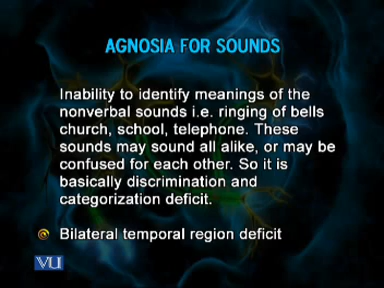 AGNOSIA FOR SOUNDS
Inability to identify meanings of the
nonverbal sounds i.e. ringing of bells
church, school, telephone. These
sounds may sound all alike, or may be
confused for each other. So it is
basically discrimination and
categorization deficit.
Bilateral temporal region deficit
VU